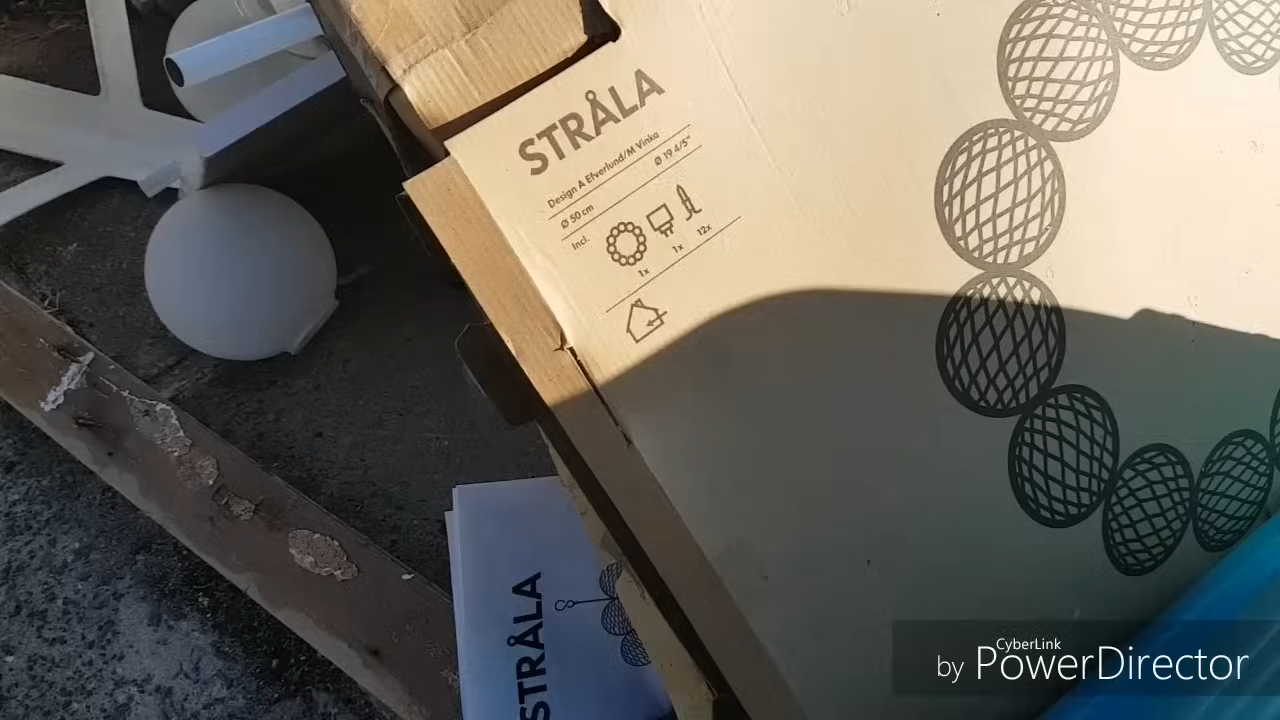 STRÅLA
Design A Efverlund/M Vinka
Ø 50 cm Ø 19 4/5"
Incl.
1x 1x 12x
STRÅLA
by CyberLink PowerDirector